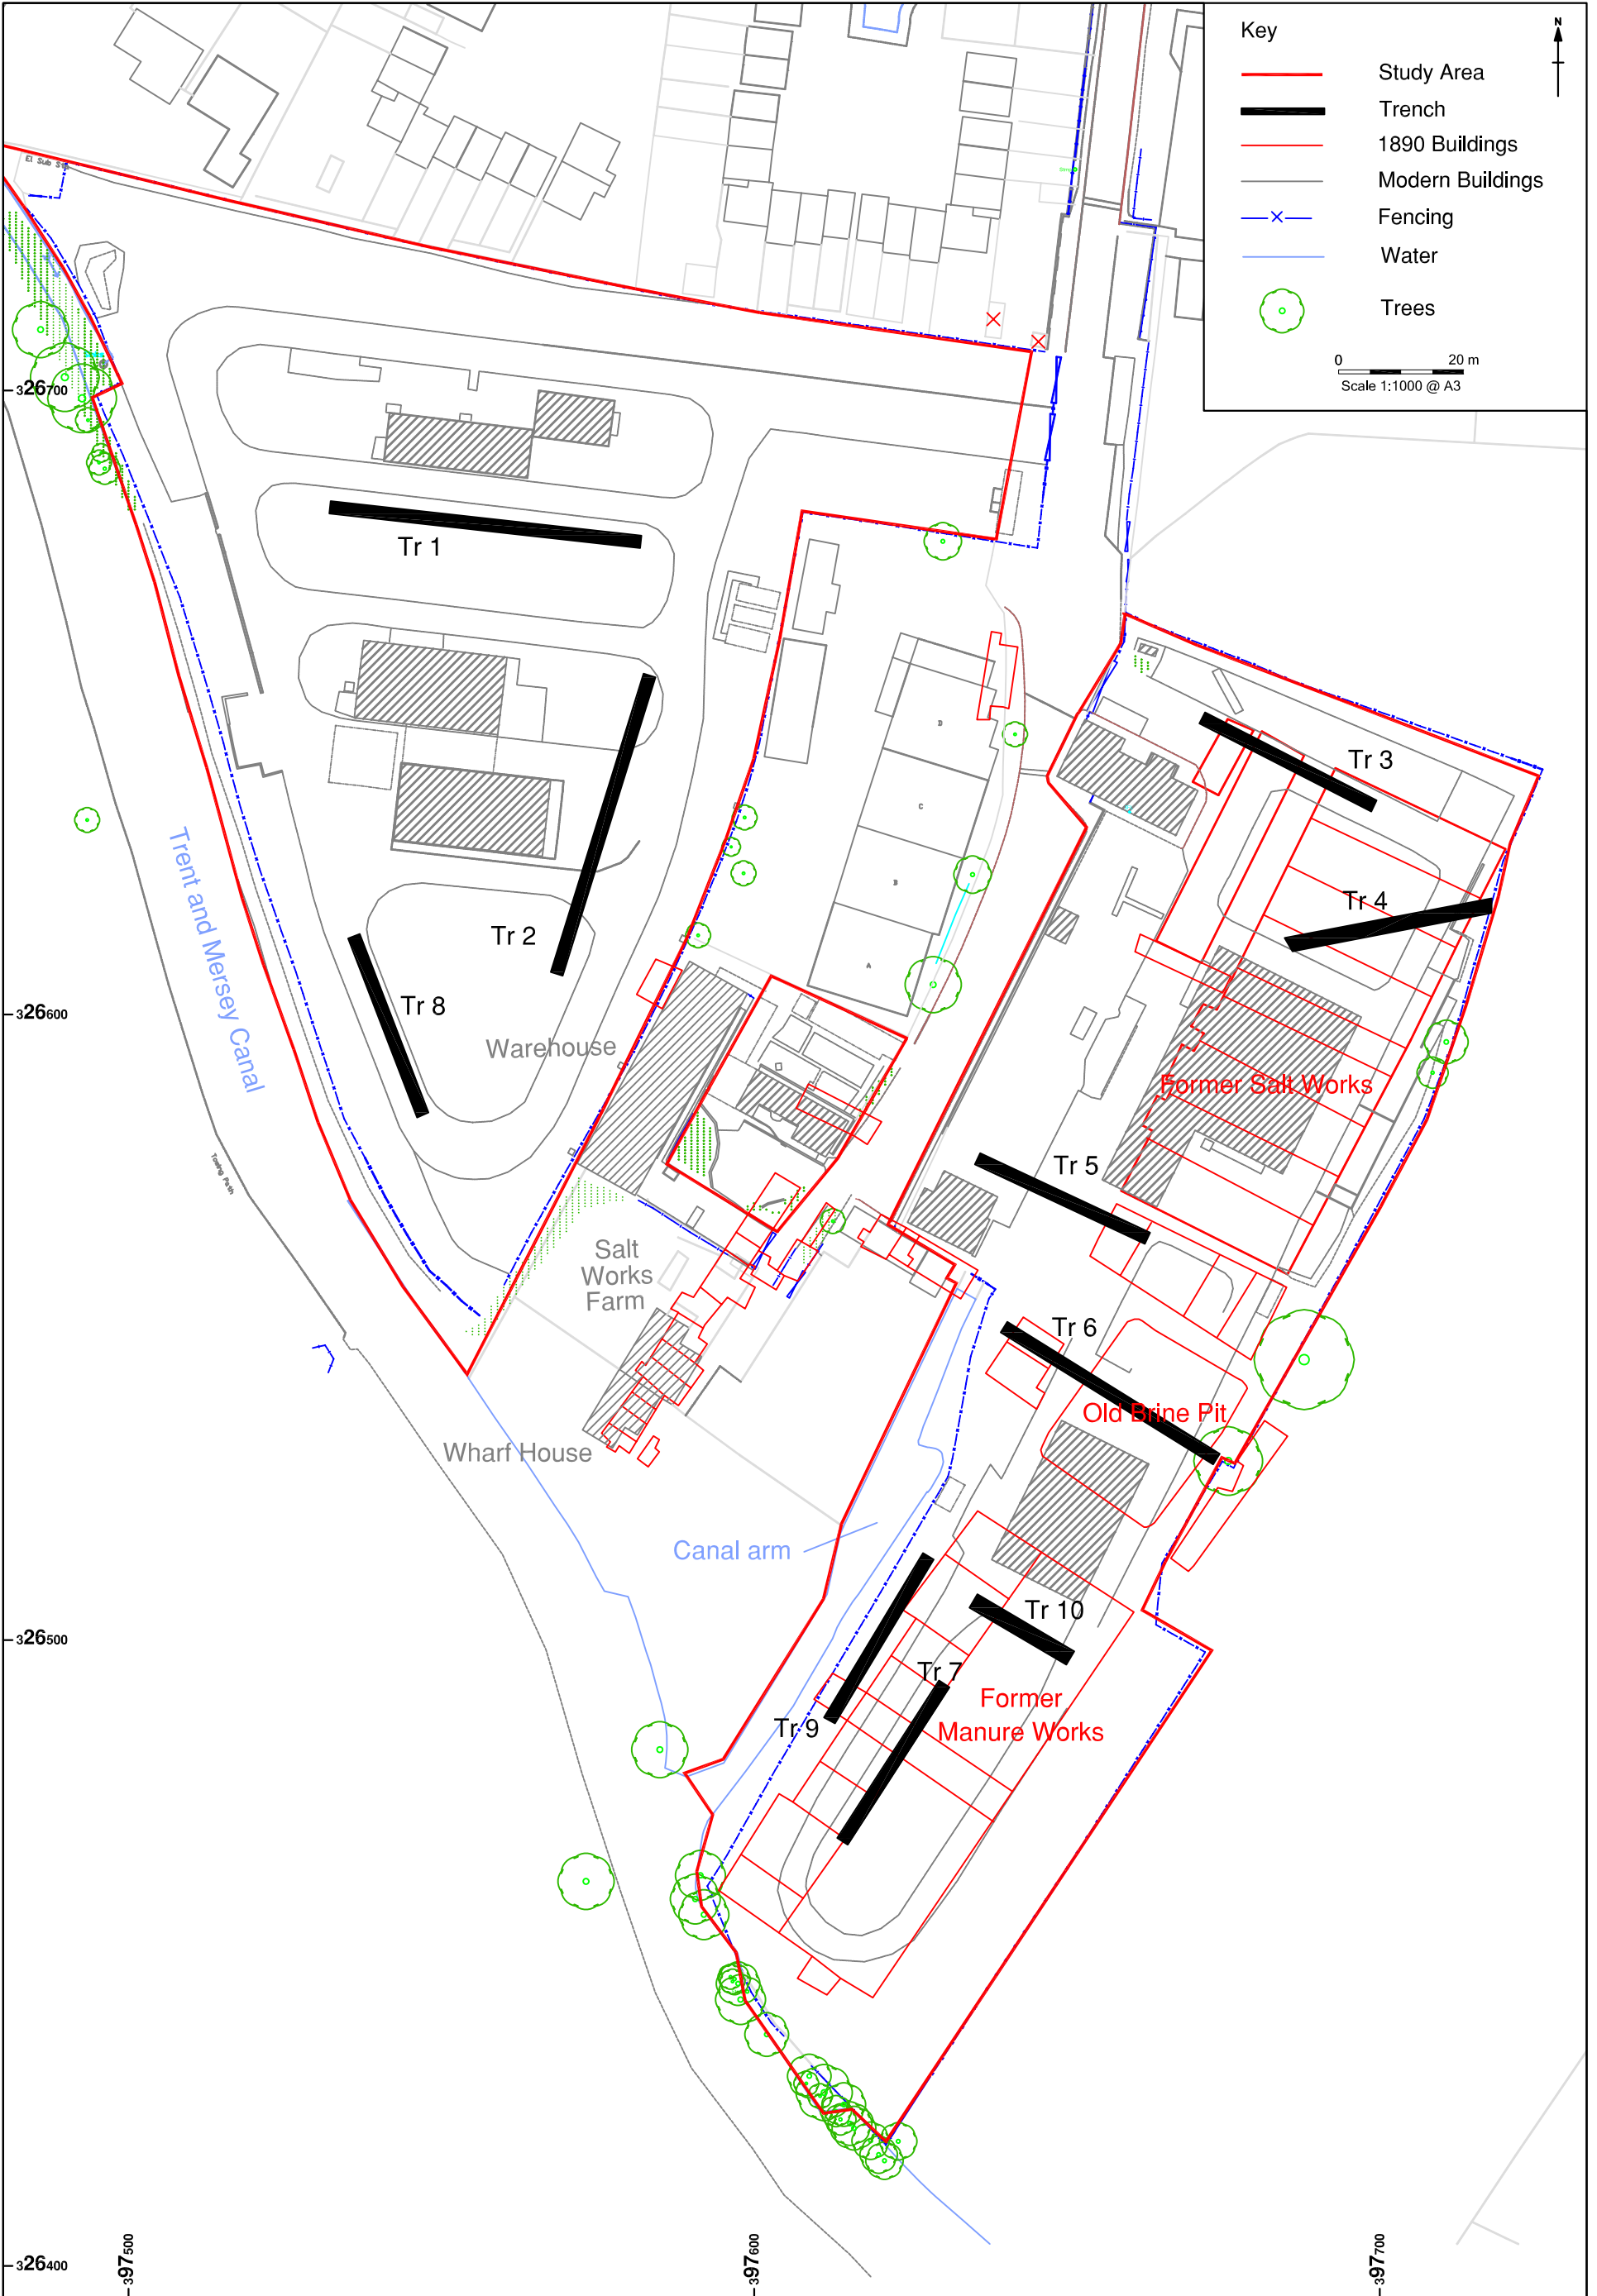 Key
N
Study Area
Trench
1890 Buildings
Modern Buildings
Fencing
Water
Trees
0 20 m
Scale 1:1000 @ A3
El Sub Sta
326700
Tr 1
Tr 3
D
C
B
A
Tr 4
Tr 2
Tr 8
Trent and Mersey Canal
326600
Warehouse
Former Salt Works
Towing Path
Tr 5
Salt
Works
Farm
Tr 6
Old Brine Pit
Wharf House
Canal arm
Tr 10
326500
Tr 7
Former
Manure Works
Tr 9
326400
397500
397600
397700